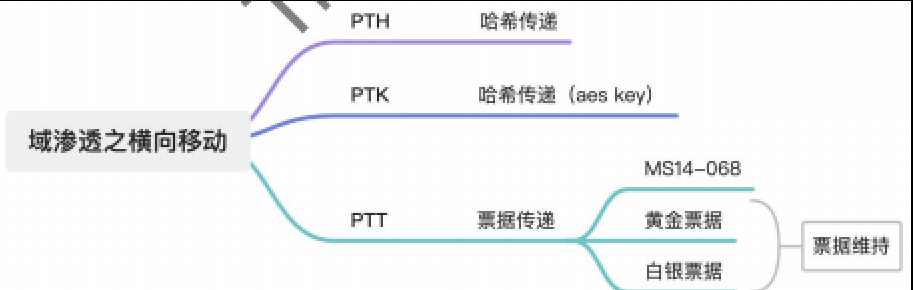 PTH 哈希传递
PTK 哈希传递（aes key）
域渗透之横向移动
MS14-068
PTT 票据传递
黄金票据
票据维持
白银票据